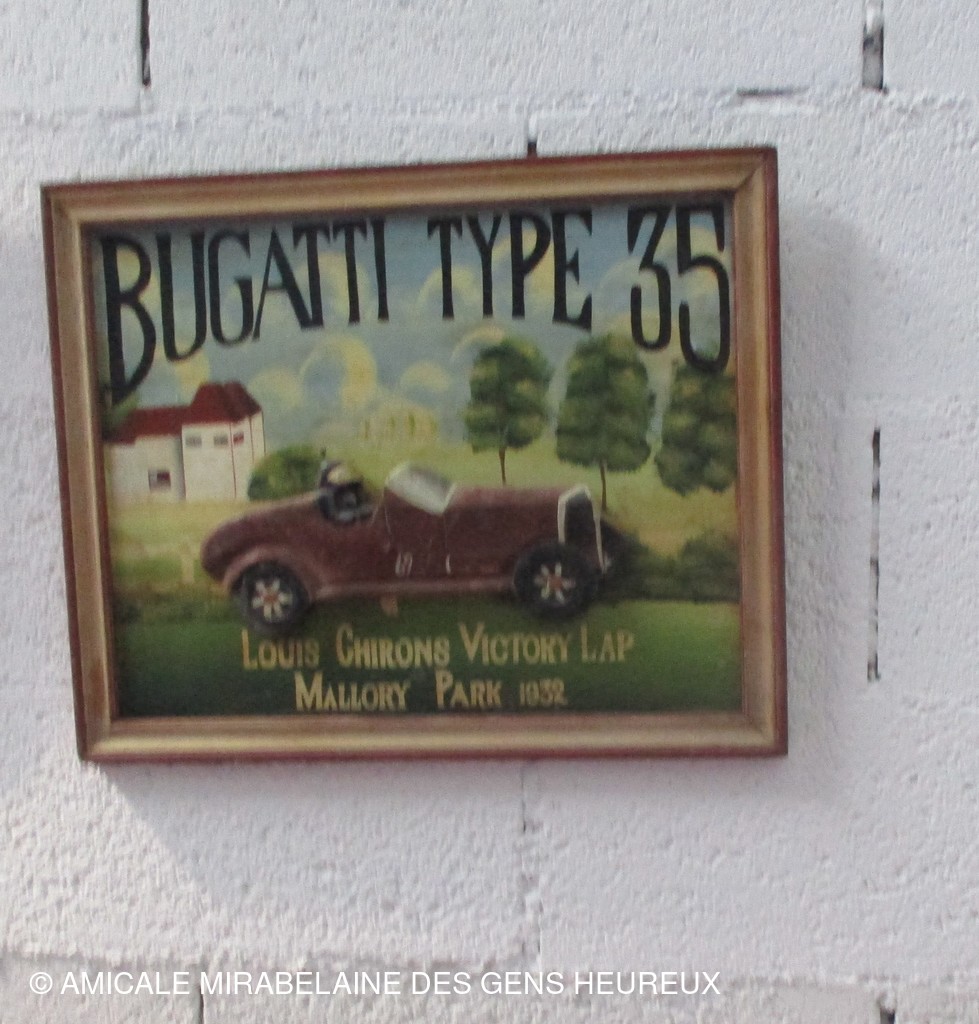 BUGATTI TYPE 35
LOUIS CHIRONS VICTORY LAP
MALLORY PARK 1932
© AMICALE MIRABELAINE DES GENS HEUREUX